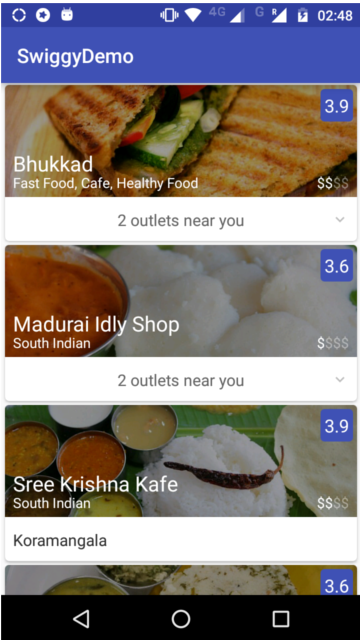 4G G R 02:48
SwiggyDemo
3.9
Bhukkad
Fast Food, Cafe, Healthy Food $$$$
2 outlets near you
3.6
Madurai Idly Shop
South Indian $$$$
2 outlets near you
3.9
Sree Krishna Kafe
South Indian $$$$
Koramangala
3.6